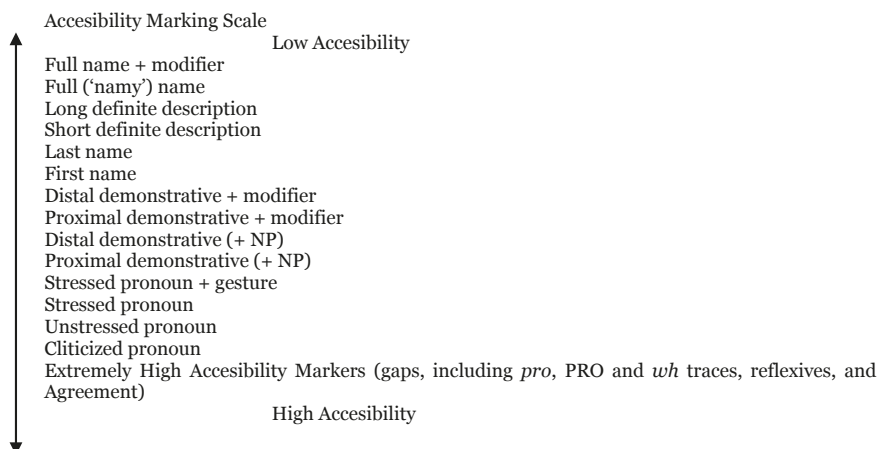 Accesibility Marking Scale
Low Accesibility
Full name + modifier
Full (‘namy’) name
Long definite description
Short definite description
Last name
First name
Distal demonstrative + modifier
Proximal demonstrative + modifier
Distal demonstrative (+ NP)
Proximal demonstrative (+ NP)
Stressed pronoun + gesture
Stressed pronoun
Unstressed pronoun
Cliticized pronoun
Extremely High Accesibility Markers (gaps, including pro, PRO and wh traces, reflexives, and
Agreement)
High Accesibility